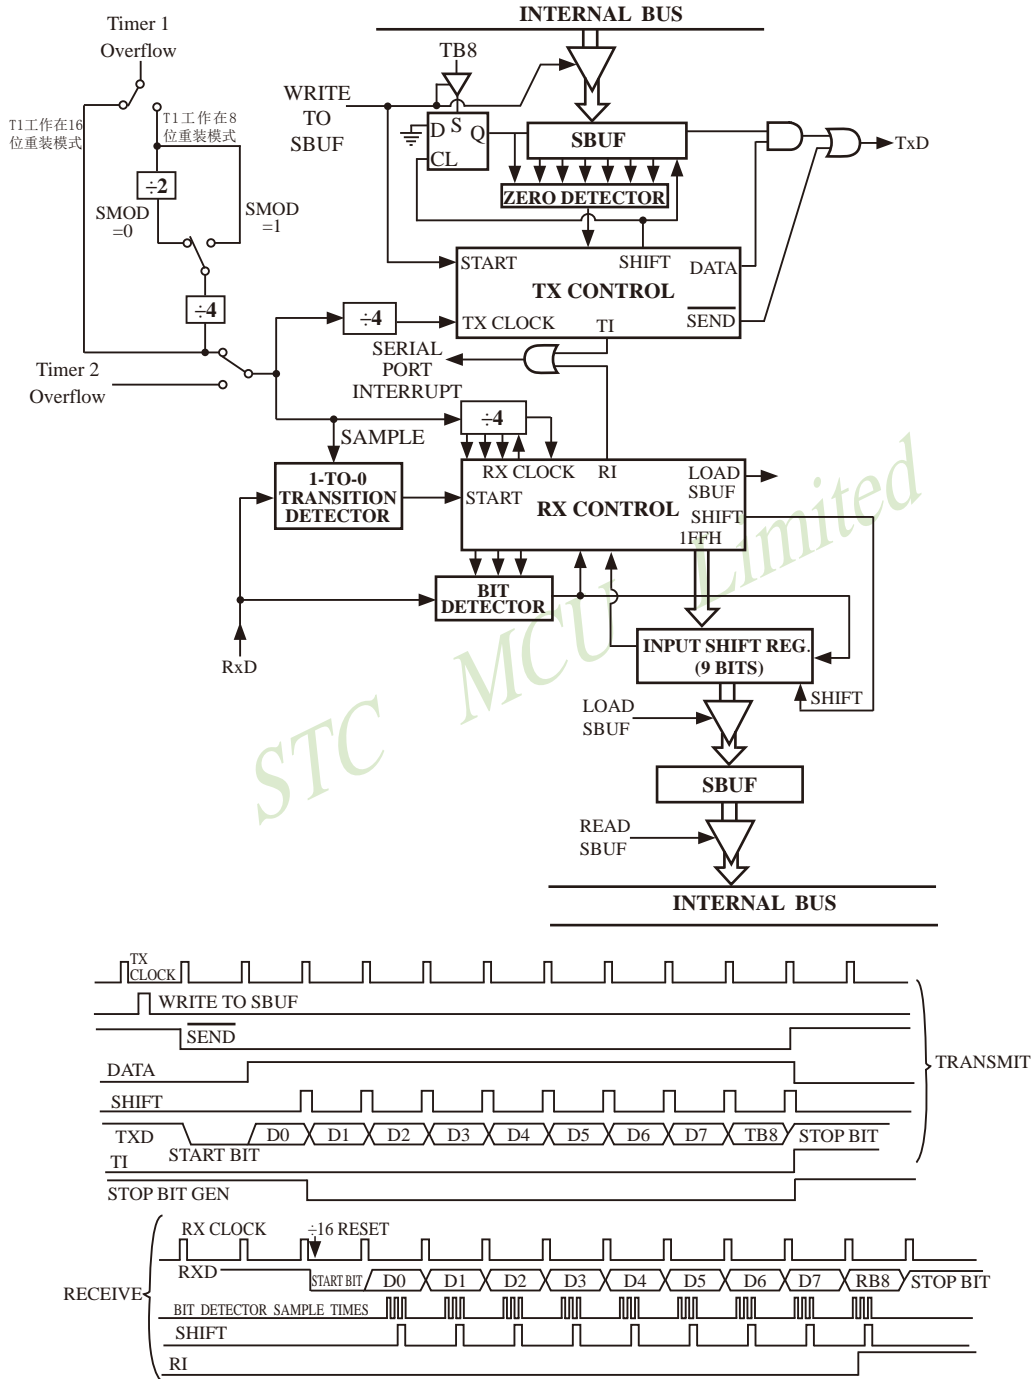 INTERNAL BUS
Timer 1
Overflow
TB8
WRITE
TO
SBUF
T1工作在16
位重装模式
T1工作在8
位重装模式
D S Q
CL
SBUF
TxD
÷2
ZERO DETECTOR
SMOD
=0
SMOD
=1
START
SHIFT
DATA
TX CONTROL
÷4
÷4
TX CLOCK
TI
SEND
SERIAL
PORT
INTERRUPT
Timer 2
Overflow
÷4
SAMPLE
1-TO-0
TRANSITION
DETECTOR
RX CLOCK
RI
LOAD
SBUF
START
RX CONTROL
SHIFT
1FFH
BIT
DETECTOR
RxD
INPUT SHIFT REG.
(9 BITS)
SHIFT
LOAD
SBUF
SBUF
READ
SBUF
INTERNAL BUS
STC MCU Limited
TX
CLOCK
WRITE TO SBUF
SEND
DATA
TRANSMIT
SHIFT
TXD
START BIT
D0 D1 D2 D3 D4 D5 D6 D7 TB8 STOP BIT
TI
STOP BIT GEN
RX CLOCK
÷16 RESET
RXD
START BIT D0 D1 D2 D3 D4 D5 D6 D7 RB8 STOP BIT
RECEIVE
BIT DETECTOR SAMPLE TIMES
SHIFT
RI